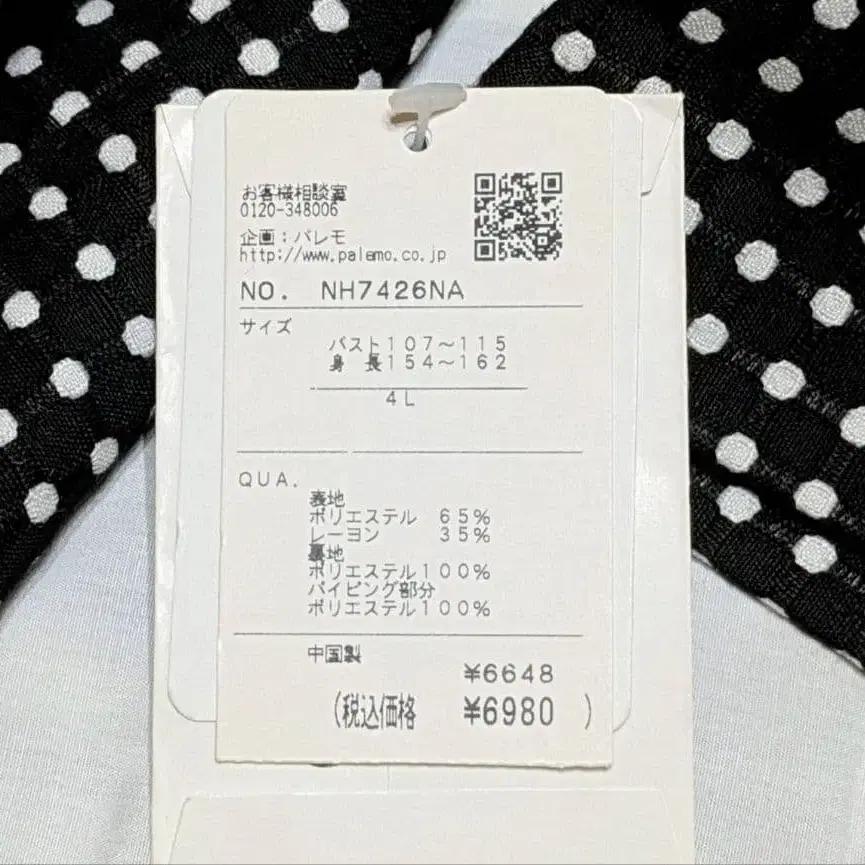 お客様相談室
0120-348006
企画：パレモ
http://www.palemo.co.jp
NO. NH7426NA
サイズ
バスト107〜115
身 長154〜162
4L
QUA.
表地
ポリエステル 65%
レーヨン 35%
裏地
ポリエステル100%
パイピング部分
ポリエステル100%
中国製
¥6648
(税込価格 ¥6980 )